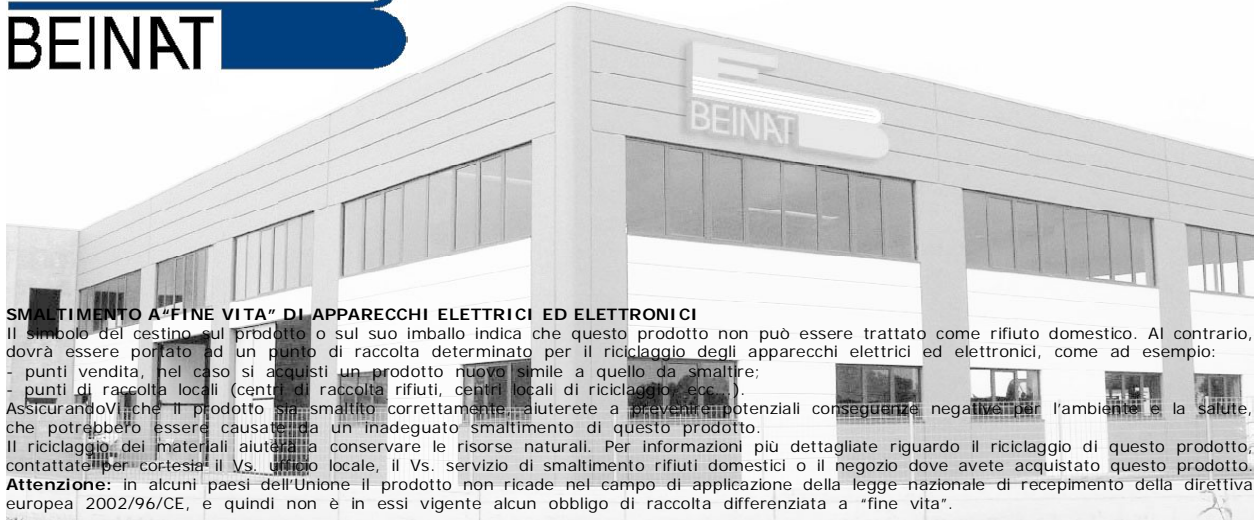 BEINAT
BEINAT
SMALTIMENTO A“FINE VITA” DI APPARECCHI ELETTRICI ED ELETTRONICI
Il simbolo del cestino sul prodotto o sul suo imballo indica che questo prodotto non può essere trattato come rifiuto domestico. Al contrario,
dovrà essere portato ad un punto di raccolta determinato per il riciclaggio degli apparecchi elettrici ed elettronici, come ad esempio:
- punti vendita, nel caso si acquisti un prodotto nuovo simile a quello da smaltire;
- punti di raccolta locali (centri di raccolta rifiuti, centri locali di riciclaggio, ecc...).
AssicurandoVi che il prodotto sia smaltito correttamente, aiuterete a prevenire potenziali conseguenze negative per l’ambiente e la salute,
che potrebbero essere causate da un inadeguato smaltimento di questo prodotto.
Il riciclaggio dei materiali aiuterà a conservare le risorse naturali. Per informazioni più dettagliate riguardo il riciclaggio di questo prodotto,
contattate per cortesia il Vs. ufficio locale, il Vs. servizio di smaltimento rifiuti domestici o il negozio dove avete acquistato questo prodotto.
Attenzione: in alcuni paesi dell’Unione il prodotto non ricade nel campo di applicazione della legge nazionale di recepimento della direttiva
europea 2002/96/CE, e quindi non è in essi vigente alcun obbligo di raccolta differenziata a “fine vita”.